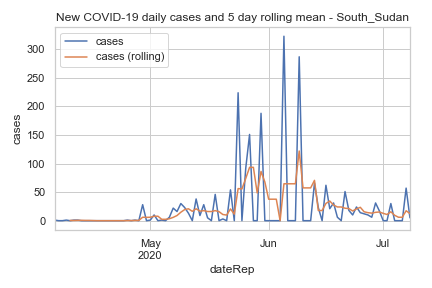 New COVID-19 daily cases and 5 day rolling mean - South_Sudan
cases
cases (rolling)
300
250
200
150
100
50
0
cases
May
2020
Jun
Jul
dateRep